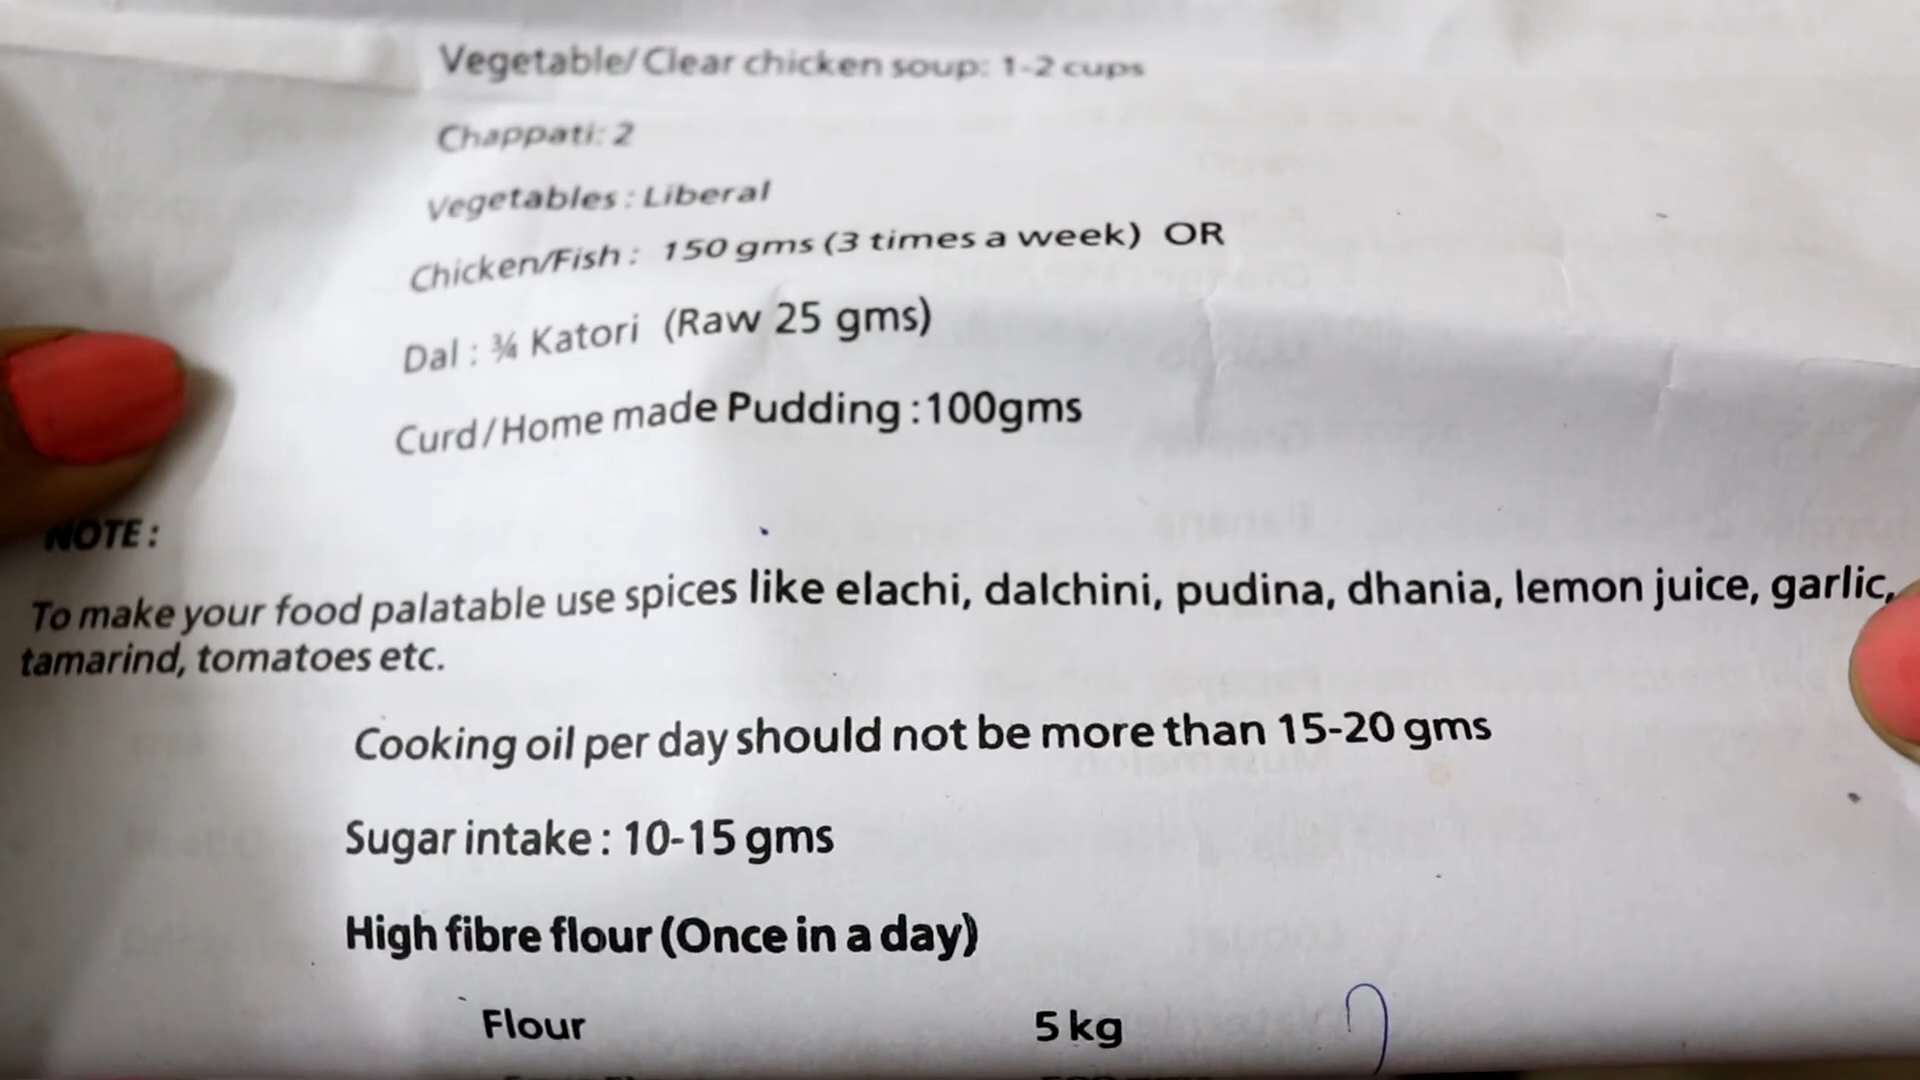 Vegetable/ Clear chicken soup: 1-2 cups
Chappati: 2
Vegetables : Liberal
Chicken/Fish : 150 gms (3 times a week) OR
Dal : ¾ Katori (Raw 25 gms)
Curd/Home made Pudding :100gms
NOTE :
To make your food palatable use spices like elachi, dalchini, pudina, dhania, lemon juice, garlic,
tamarind, tomatoes etc.
Cooking oil per day should not be more than 15-20 gms
Sugar intake : 10-15 gms
High fibre flour (Once in a day)
Flour 5 kg